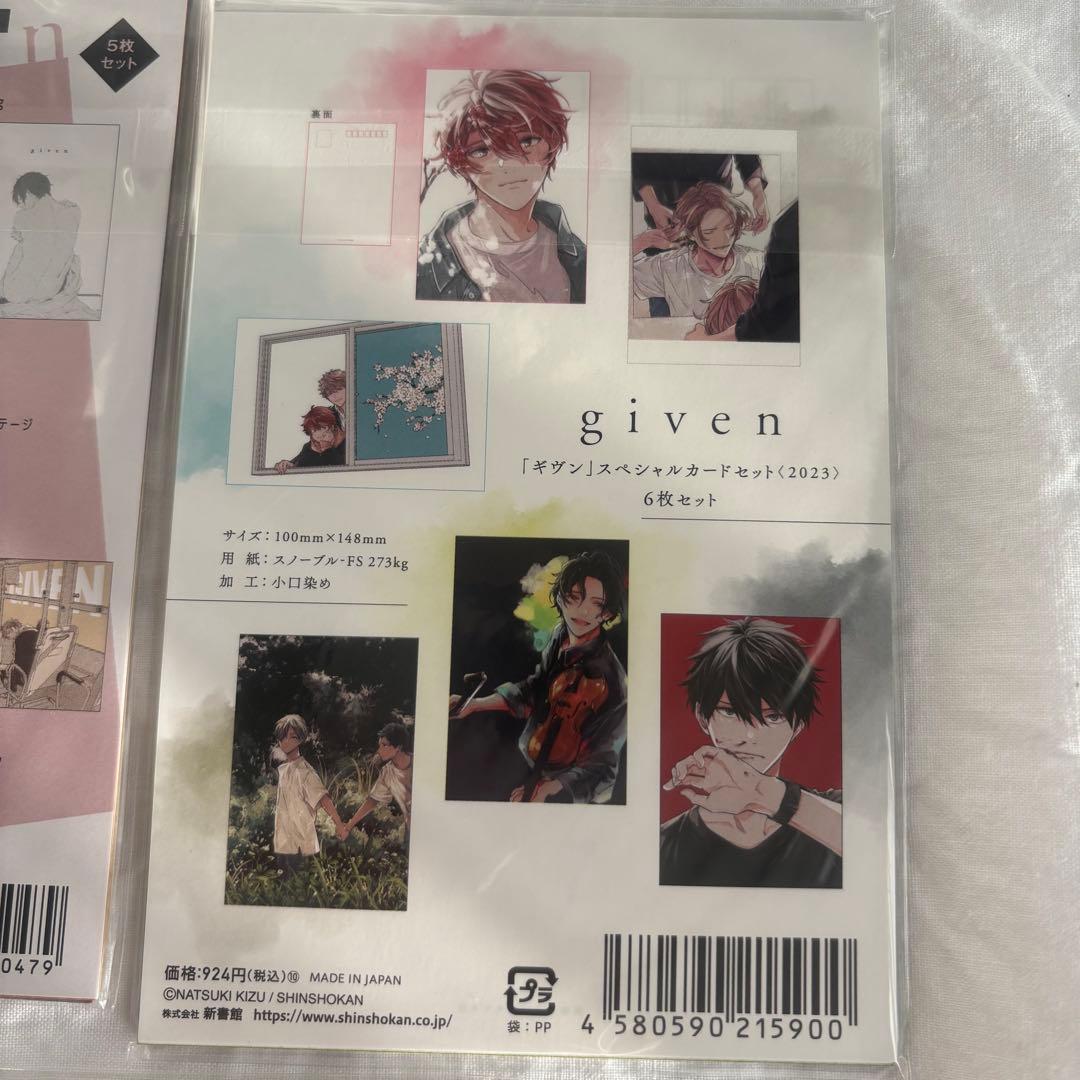 n
5枚
セット
given
テージ
GIVEN
0479
裏面
given
「ギヴン」スペシャルカードセット〈2023〉
6枚セット
サイズ：100mm×148mm
用 紙：スノーブル-FS 273kg
加 工：小口染め
価格：924円(税込)⑩ MADE IN JAPAN
©NATSUKI KIZU / SHINSHOKAN
株式会社 新書館 https://www.shinshokan.co.jp/
プラ
袋：PP
4 580590 215900